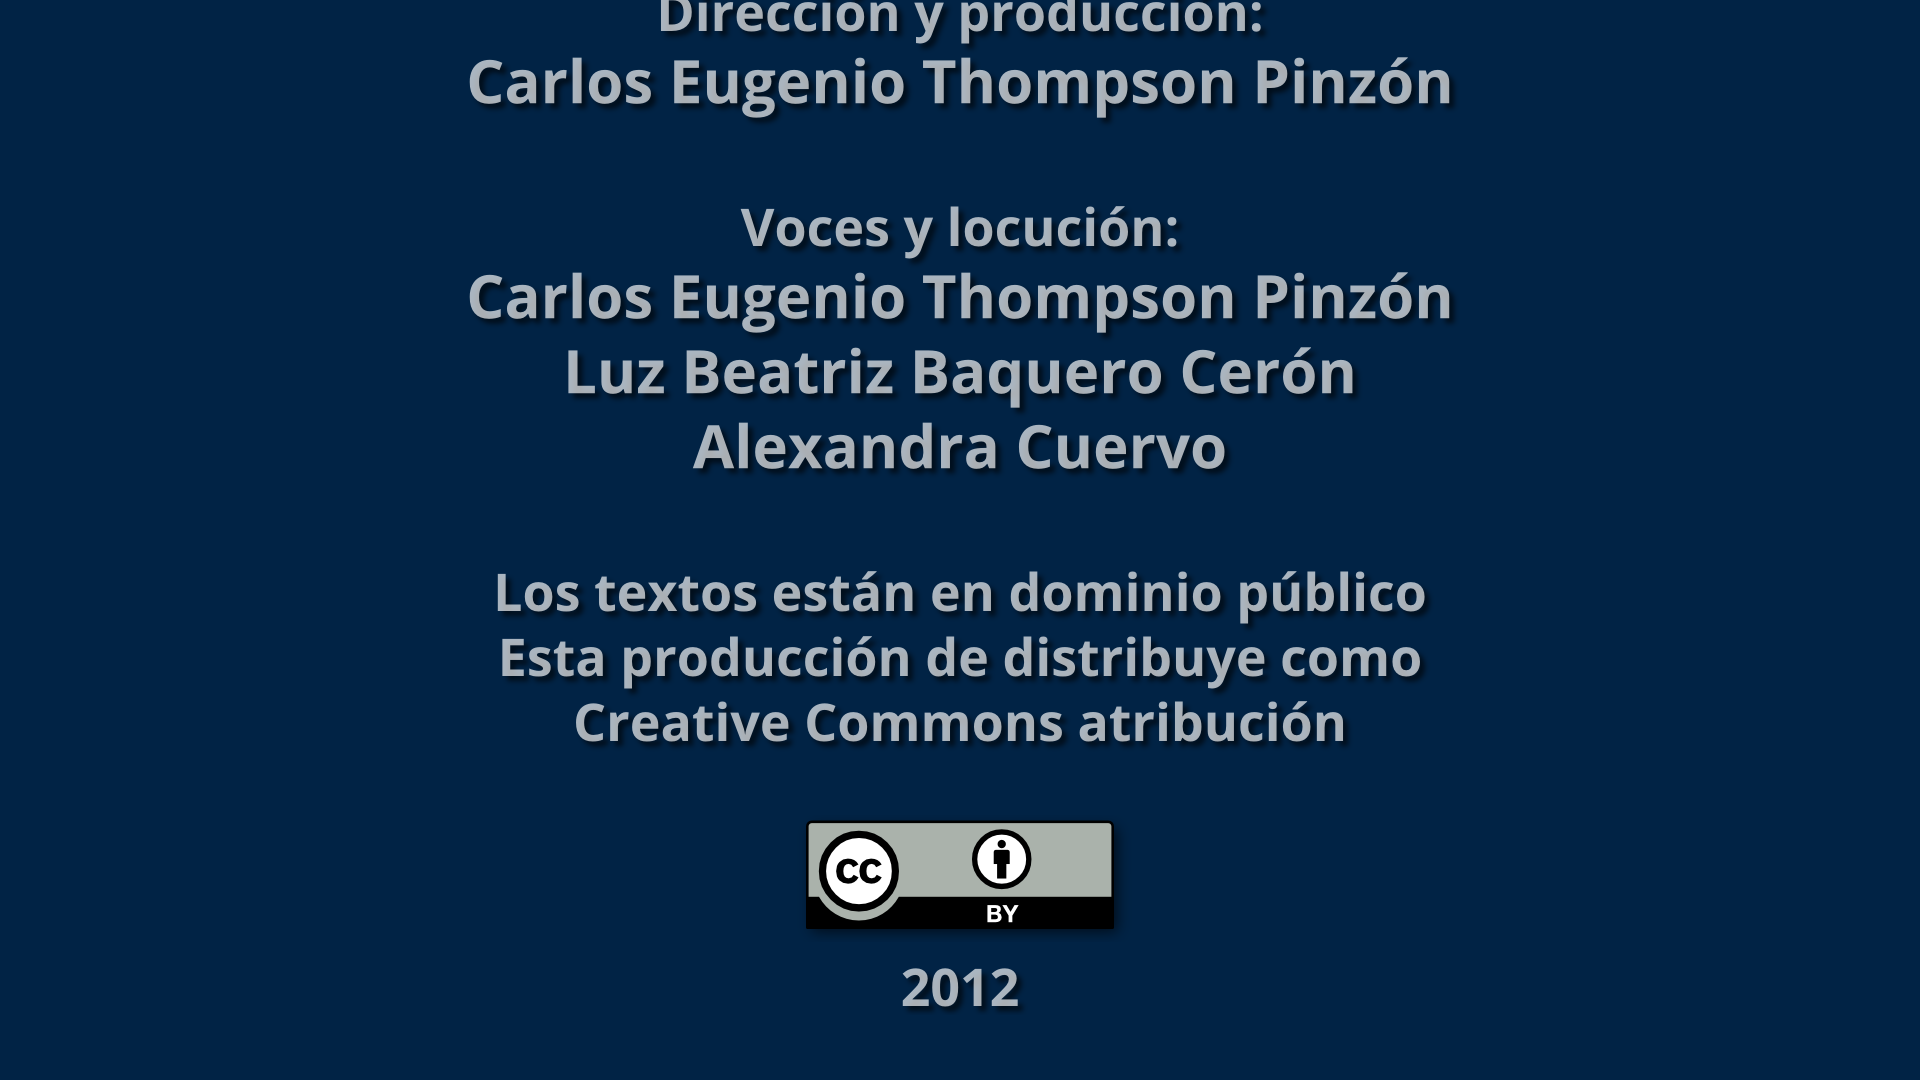 Dirección y producción:
Carlos Eugenio Thompson Pinzón
Voces y locución:
Carlos Eugenio Thompson Pinzón
Luz Beatriz Baquero Cerón
Alexandra Cuervo
Los textos están en dominio público
Esta producción de distribuye como
Creative Commons atribución
cc
BY
2012